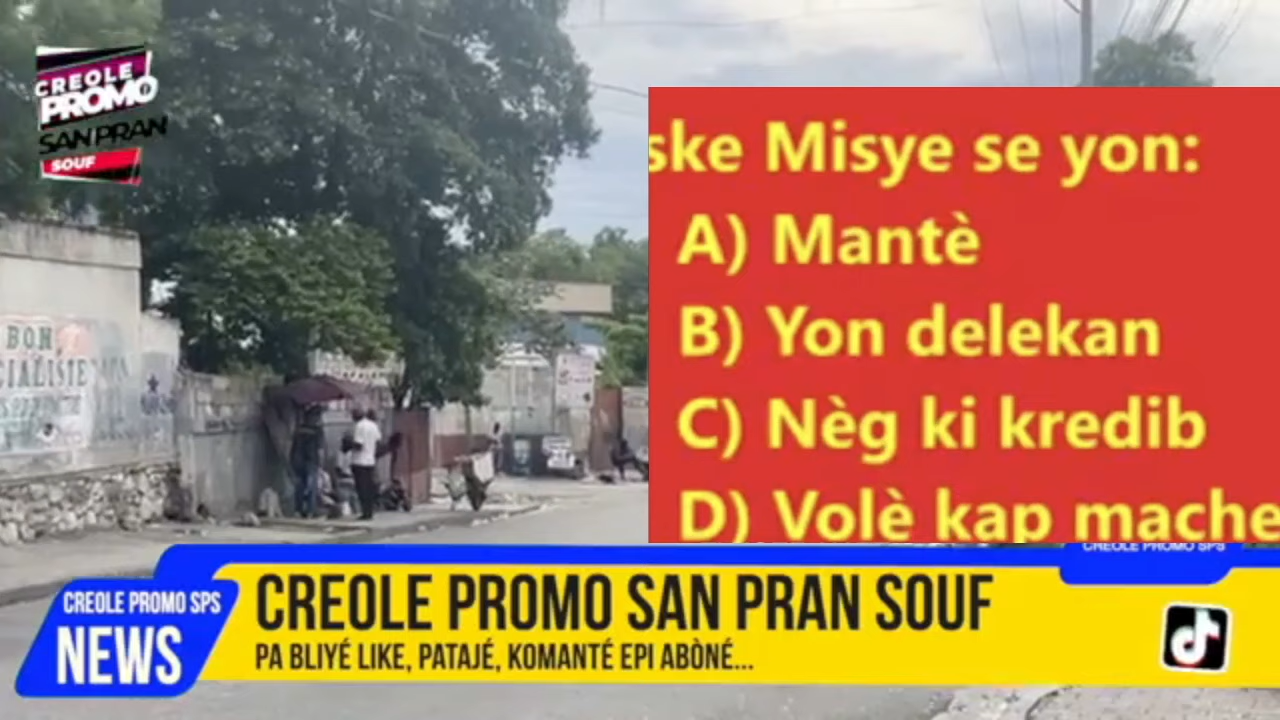 CREOLE
PROMO
SAN PRAN
SOUF
ske Misye se yon:
A) Mantè
B) Yon delekan
C) Nèg ki kredib
D) Volè kap mache
BON
CIALISTE
CREOLE PROMO SPS
CREOLE PROMO SPS
NEWS
CREOLE PROMO SAN PRAN SOUF
PA BLIYÉ LIKE, PATAJÉ, KOMANTÉ EPI ABÒNÉ...